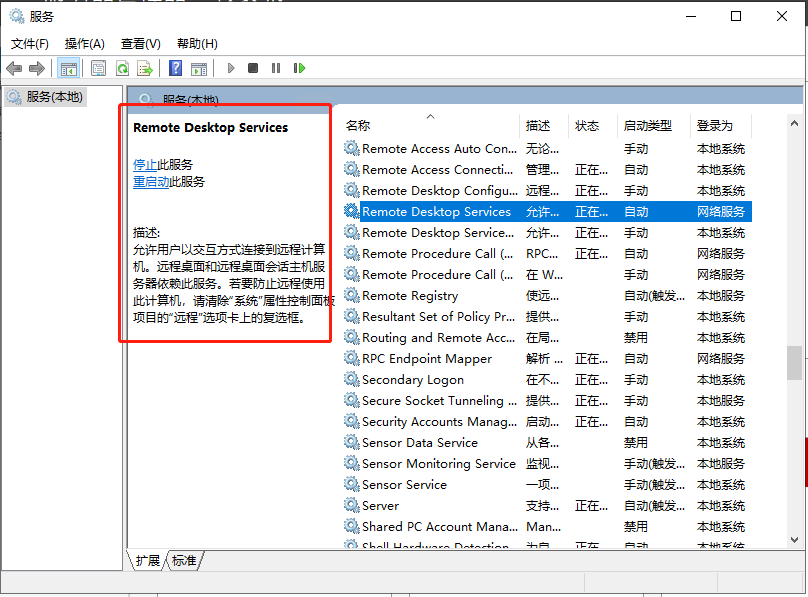 服务
文件(F) 操作(A) 查看(V) 帮助(H)
服务(本地)
服务(本地)
Remote Desktop Services
停止此服务
重启动此服务
描述:
允许用户以交互方式连接到远程计算
机。远程桌面和远程桌面会话主机服
务器依赖此服务。若要防止远程使用
此计算机，请清除“系统”属性控制面板
项目的“远程”选项卡上的复选框。
名称 描述 状态 启动类型 登录为
Remote Access Auto Con... 无论... 手动 本地系统
Remote Access Connecti... 管理... 正在... 自动 本地系统
Remote Desktop Configu... 远程... 正在... 手动 本地系统
Remote Desktop Services 允许... 正在... 自动 网络服务
Remote Desktop Service... 允许... 正在... 手动 本地系统
Remote Procedure Call (... RPC... 正在... 自动 网络服务
Remote Procedure Call (... 在 W... 手动 网络服务
Remote Registry 使远... 自动(触发... 本地服务
Resultant Set of Policy Pr... 提供... 手动 本地系统
Routing and Remote Acc... 在局... 禁用 本地系统
RPC Endpoint Mapper 解析 ... 正在... 自动 网络服务
Secondary Logon 在不... 正在... 手动 本地系统
Secure Socket Tunneling ... 提供... 正在... 手动 本地服务
Security Accounts Manag... 启动... 正在... 自动 本地系统
Sensor Data Service 从各... 禁用 本地系统
Sensor Monitoring Service 监视... 手动(触发... 本地服务
Sensor Service 一项... 手动(触发... 本地系统
Server 支持... 正在... 自动(触发... 本地系统
Shared PC Account Mana... Man... 禁用 本地系统
Shell Hardware Detection 为自... 正在... 自动 本地系统
扩展 标准